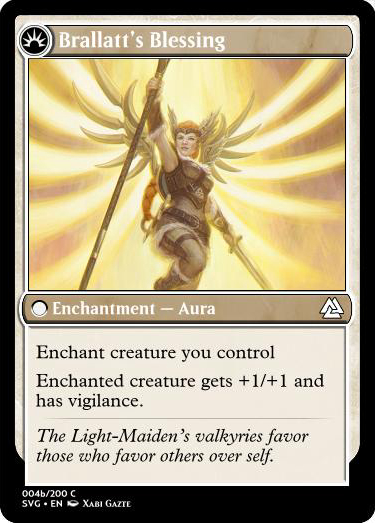 Brallatt's Blessing
Enchantment — Aura
Enchant creature you control
Enchanted creature gets +1/+1 and
has vigilance.
The Light-Maiden's valkyries favor
those who favor others over self.
004b/200 C
SVG • EN Xabi Gazte